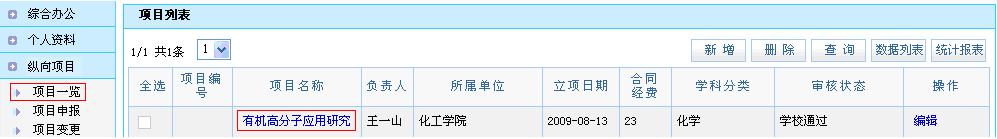 综合办公
个人资料
纵向项目
项目一览
项目申报
项目变更
项目列表
1/1 共1条 1
新 增 删 除 查 询 数据列表 统计报表
全选 项目编号 项目名称 负责人 所属单位 立项日期 合同经费 学科分类 审核状态 操作
有机高分子应用研究 王一山 化工学院 2009-08-13 23 化学 学校通过 编辑